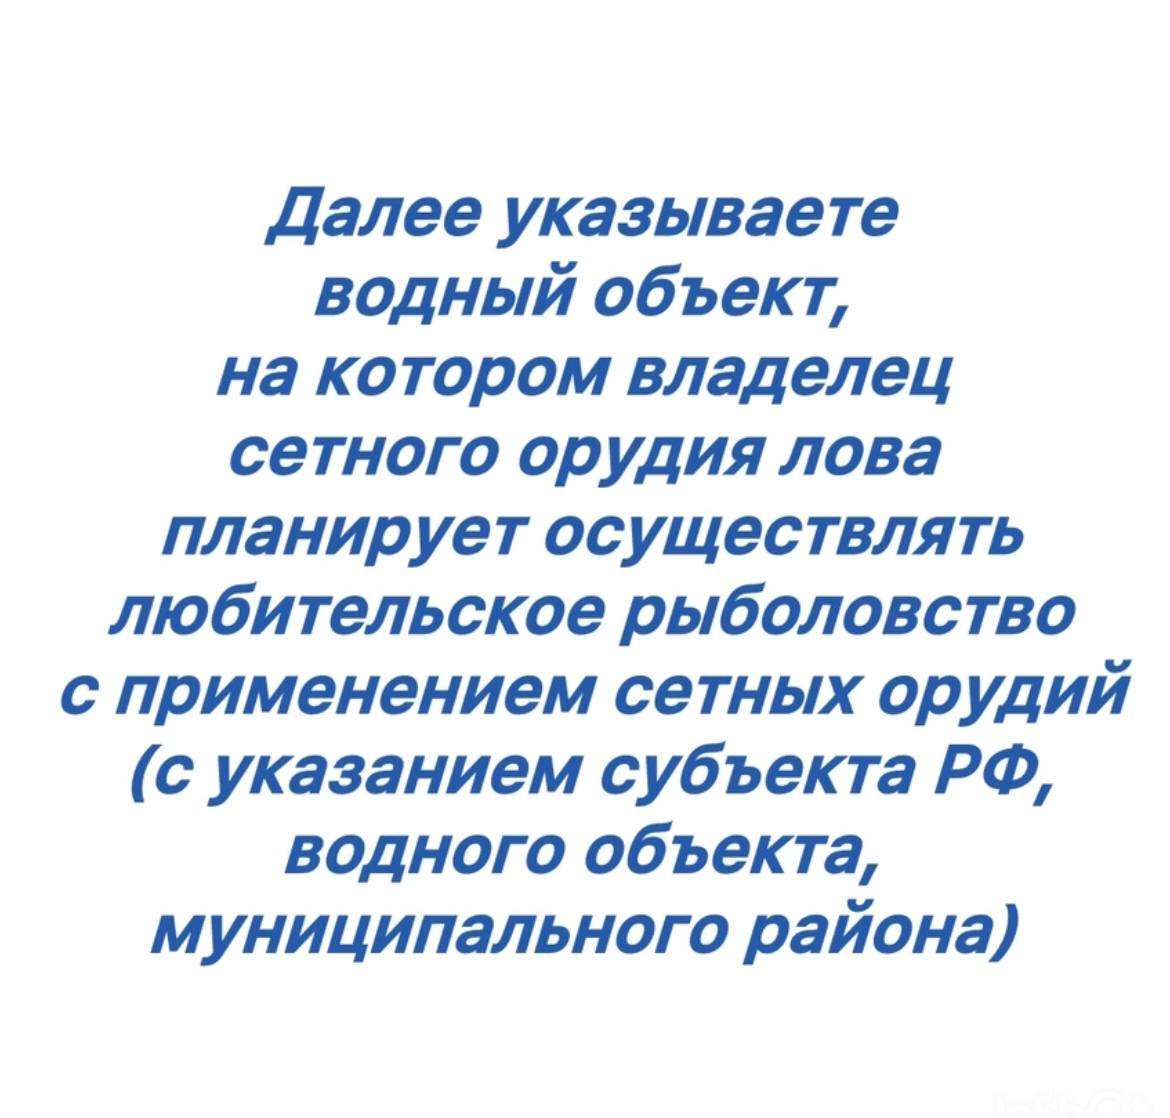 Далее указываете
водный объект,
на котором владелец
сетного орудия лова
планирует осуществлять
любительское рыболовство
с применением сетных орудий
(с указанием субъекта РФ,
водного объекта,
муниципального района)
InShOt